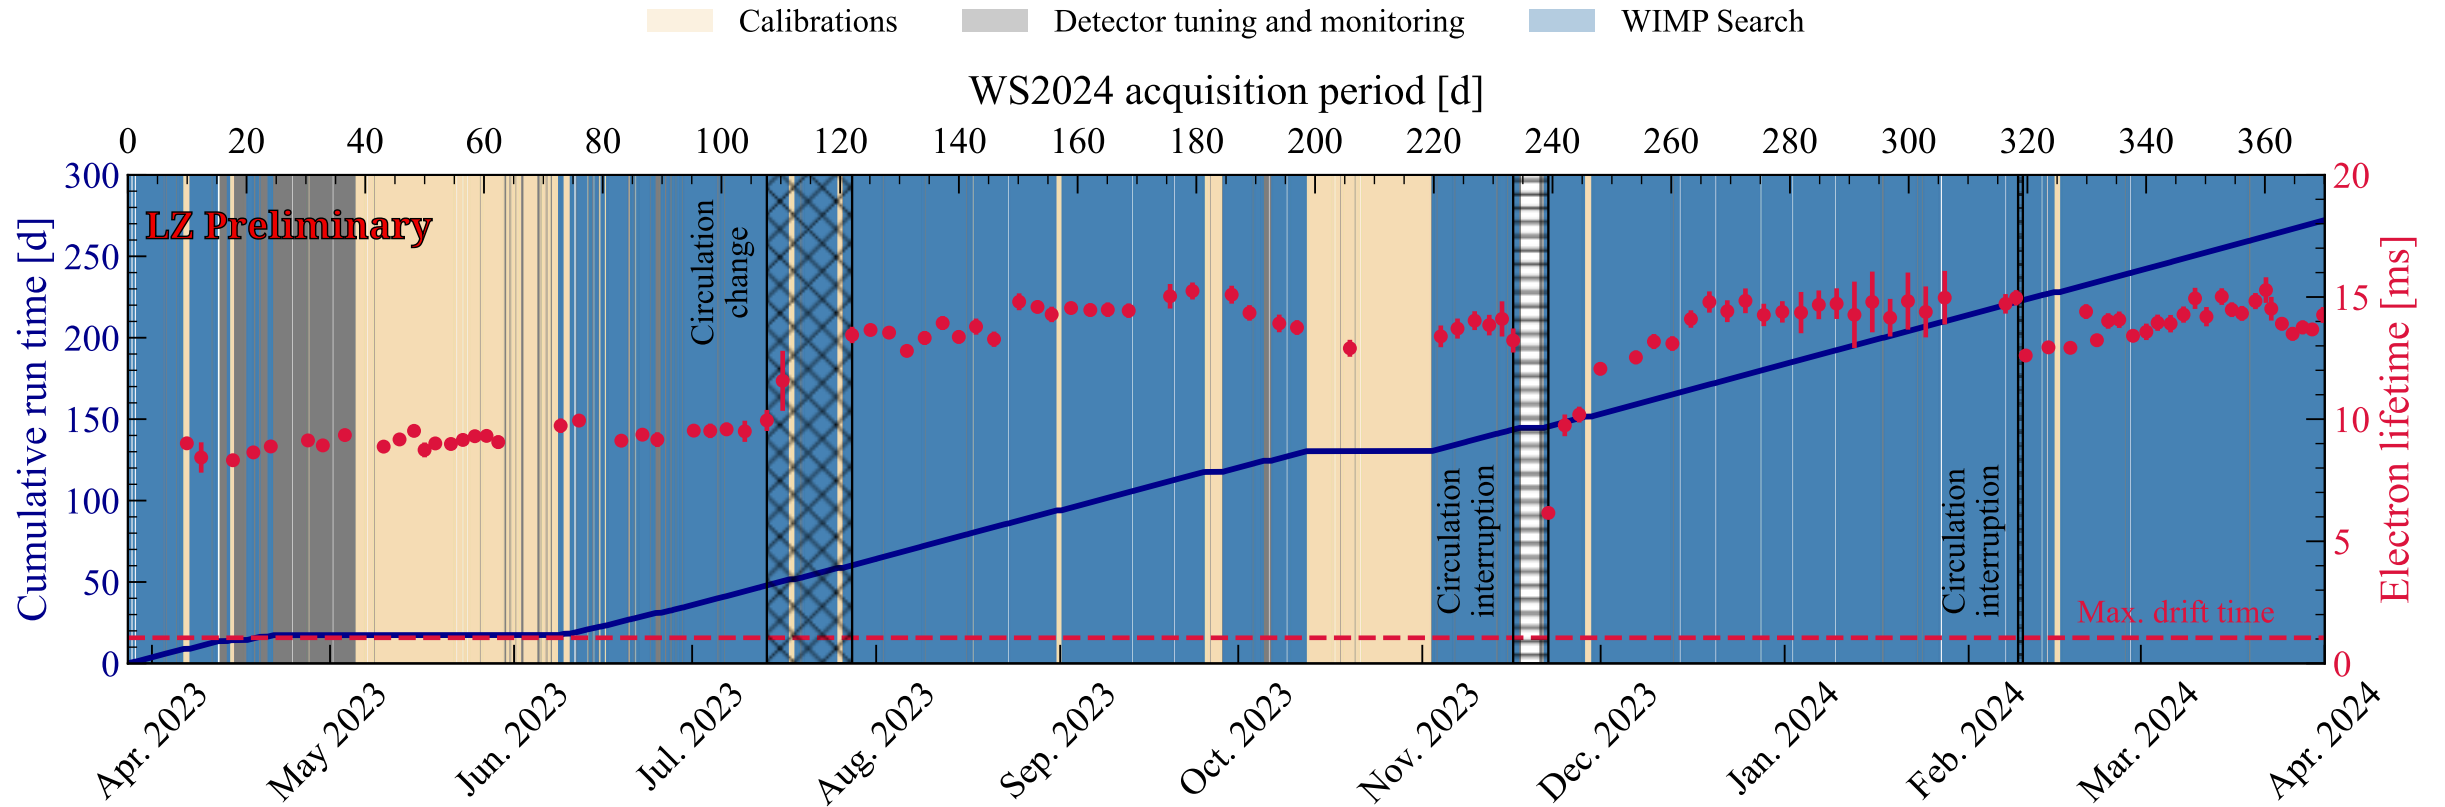 Calibrations Detector tuning and monitoring WIMP Search
WS2024 acquisition period [d]
0 20 40 60 80 100 120 140 160 180 200 220 240 260 280 300 320 340 360
300
250
200
150
100
50
0
Cumulative run time [d]
LZ Preliminary
Circulation
change
Circulation
interruption
Circulation
interruption
Max. drift time
20
15
10
5
0
Electron lifetime [ms]
Apr. 2023 May 2023 Jun. 2023 Jul. 2023 Aug. 2023 Sep. 2023 Oct. 2023 Nov. 2023 Dec. 2023 Jan. 2024 Feb. 2024 Mar. 2024 Apr. 2024